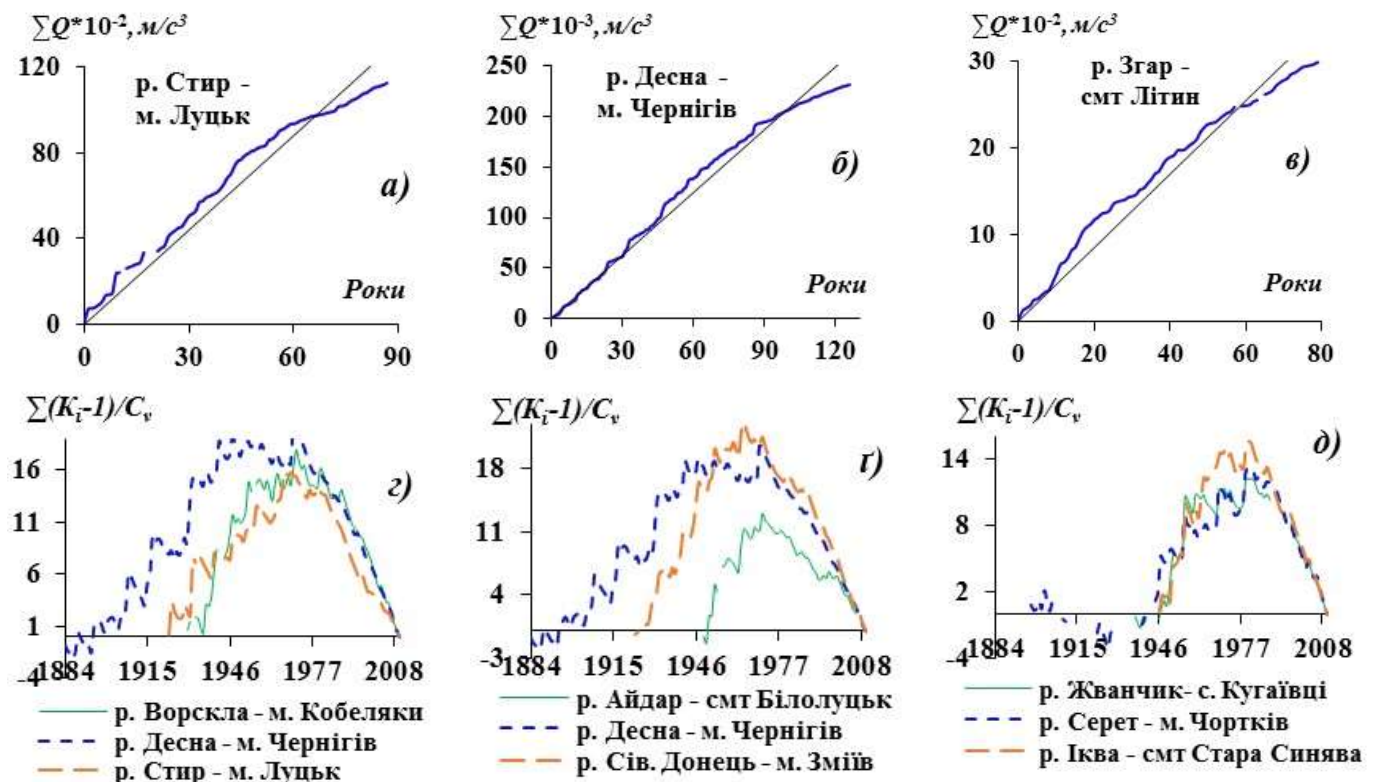 ∑Q*10⁻², м/с³
120
80
40
0
0 30 60 90
р. Стир -
м. Луцьк
а)
Роки
∑Q*10⁻³, м/с³
250
200
150
100
50
0
0 30 60 90 120
р. Десна -
м. Чернігів
б)
Роки
∑Q*10⁻², м/с³
30
20
10
0
0 20 40 60 80
р. Згар -
смт Літин
в)
Роки
∑(Kᵢ-1)/Cᵥ
16
11
6
1
-4
1884 1915 1946 1977 2008
г)
р. Ворскла - м. Кобеляки
р. Десна - м. Чернігів
р. Стир - м. Луцьк
∑(Kᵢ-1)/Cᵥ
18
11
4
-3
1884 1915 1946 1977 2008
ґ)
р. Айдар - смт Білолуцьк
р. Десна - м. Чернігів
р. Сів. Донець - м. Зміїв
∑(Kᵢ-1)/Cᵥ
14
8
2
-4
1884 1915 1946 1977 2008
д)
р. Жванчик- с. Кугаївці
р. Серет - м. Чортків
р. Іква - смт Стара Синява